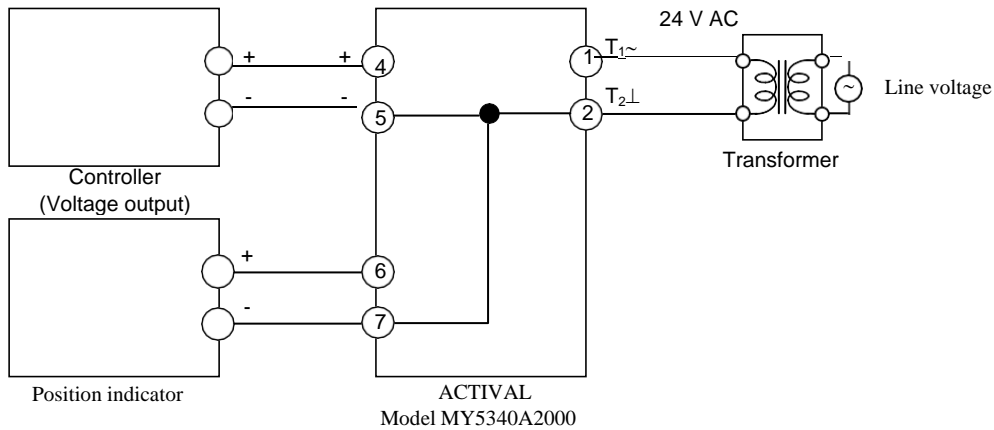 24 V AC
+ + 4 1 T₁~
- - 5 2 T₂⊥
~ Line voltage
Transformer
Controller
(Voltage output)
+ 6
- 7
Position indicator
ACTIVAL
Model MY5340A2000